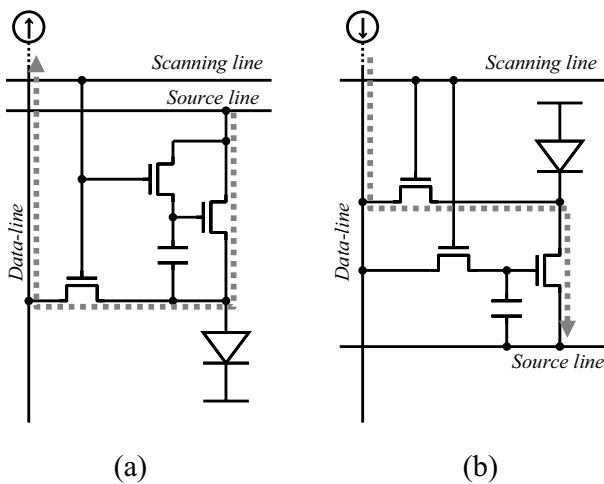 Scanning line
Source line
Data-line
(a)
Scanning line
Data-line
Source line
(b)